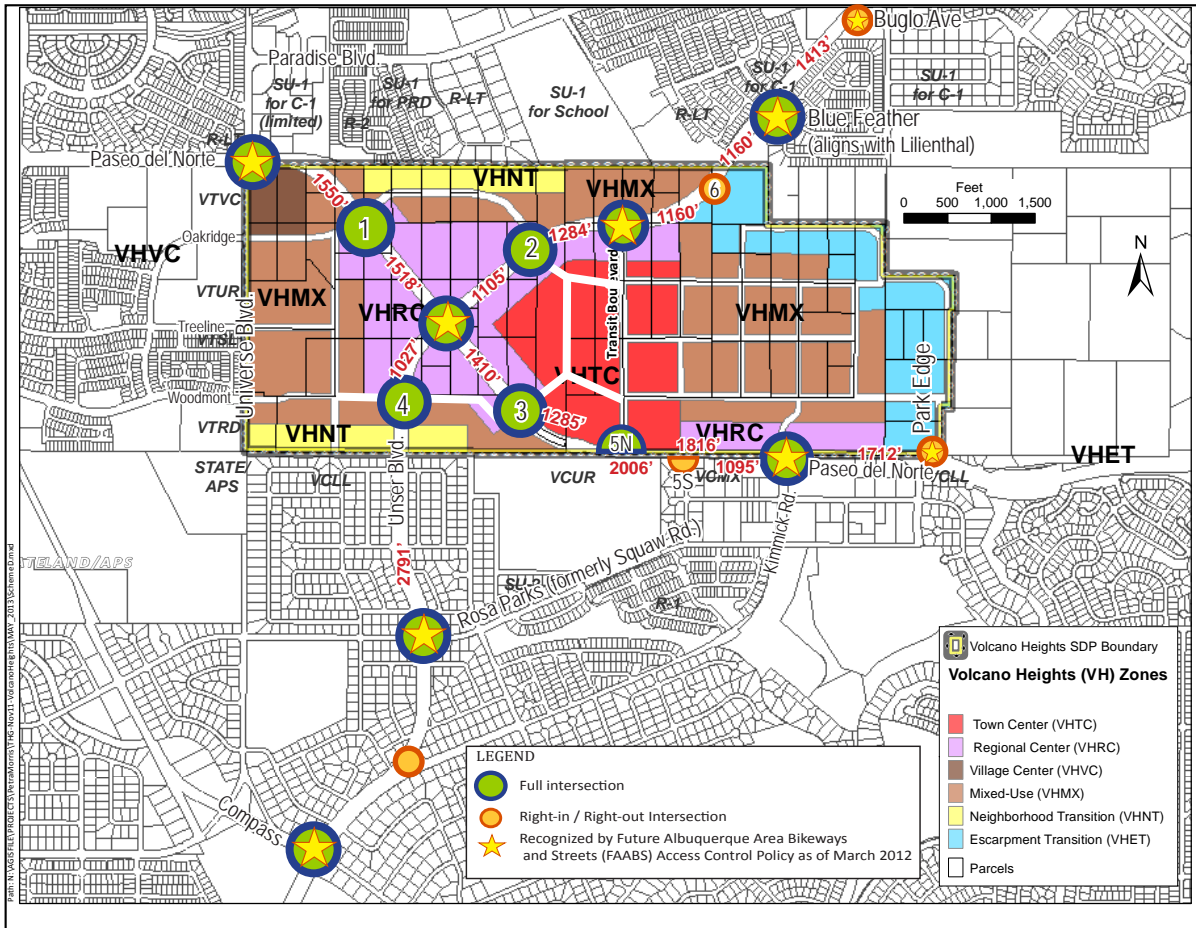 Buglo Ave
1413'
Paradise Blvd.
SU-1
for C-1
(limited)
SU-1
for PRD
R-2
R-LT
SU-1
for School
R-LT
SU-1
for C-1
SU-1
for C-1
Blue Feather
(aligns with Lilienthal)
R-LT
Paseo del Norte
1160'
1550'
VHNT
VHMX
6
Feet
0 500 1,000 1,500
VTVC
Oakridge
VHVC
1
2
1284'
1160'
N
1518'
1105'
VTUR
VHMX
VHRC
VHMX
Transit Boulevard
Treeline
VTSL
Universe Blvd.
1027'
1410'
VHTC
Park Edge
Woodmont
4
3
1285'
VTRD
VHNT
5N
1816'
VHRC
1712'
STATE/
APS
VCLL
Unser Blvd.
VCUR
2006'
5S
1095'
VCMX
Paseo del Norte
VCLL
VHET
Kimmick Rd.
TELAND/APS
2791'
Rosa Parks (formerly Squaw Rd.)
SU-2
R-1
Compass
Volcano Heights SDP Boundary
Volcano Heights (VH) Zones
Town Center (VHTC)
Regional Center (VHRC)
Village Center (VHVC)
Mixed-Use (VHMX)
Neighborhood Transition (VHNT)
Escarpment Transition (VHET)
Parcels
LEGEND
Full intersection
Right-in / Right-out Intersection
Recognized by Future Albuquerque Area Bikeways
and Streets (FAABS) Access Control Policy as of March 2012